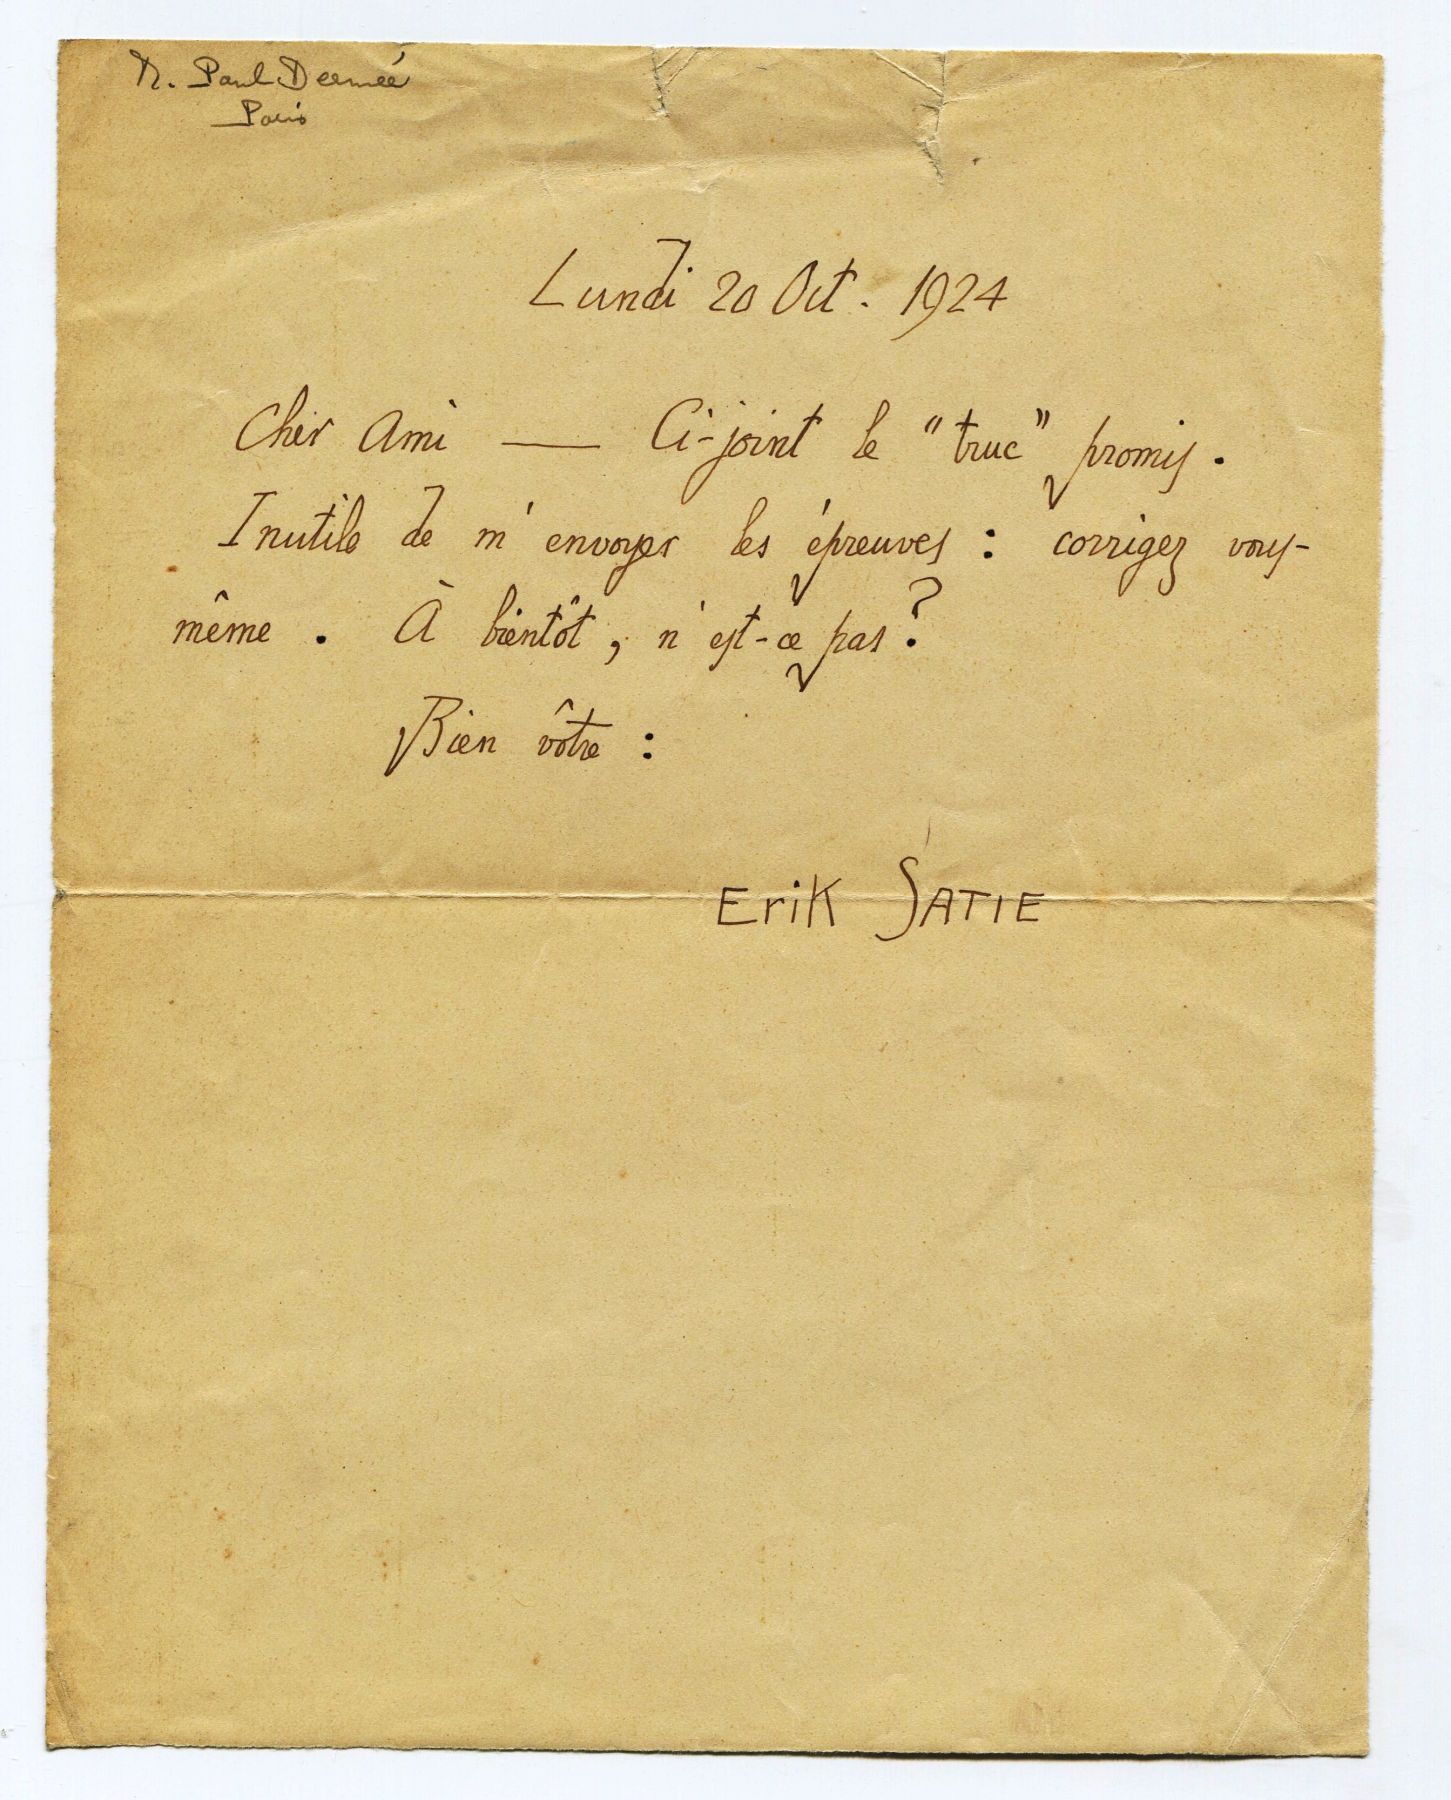 M. Paul Dermée
Paris
Lundi 20 Oct. 1924
Cher Ami — Ci-joint le "truc" promis.
Inutile de m'envoyer les épreuves : corrigez vous-
même. À bientôt, n'est-ce pas ?
Bien vôtre :
Erik SATIE